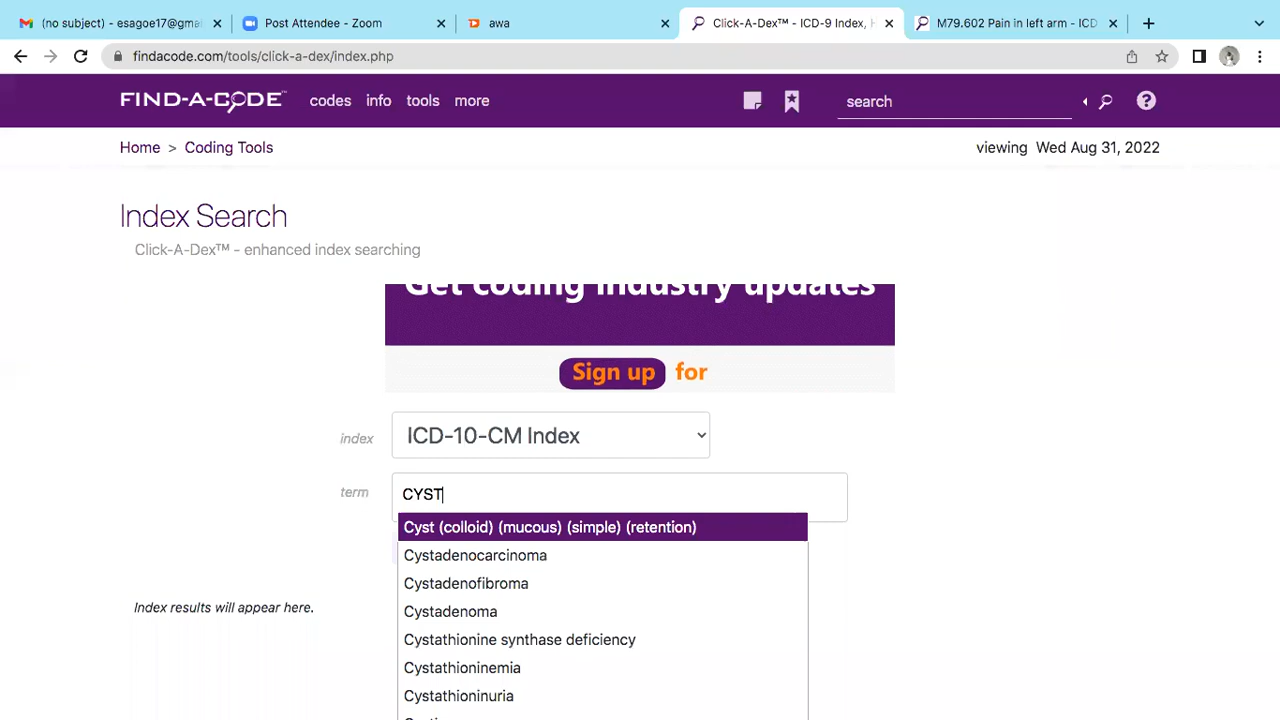 (no subject) - esagoe17@gma
Post Attendee - Zoom
awa
Click-A-Dex™ - ICD-9 Index, H
M79.602 Pain in left arm - ICD
findacode.com/tools/click-a-dex/index.php
FIND-A-CODE™ codes info tools more search
Home > Coding Tools viewing Wed Aug 31, 2022
Index Search
Click-A-Dex™ - enhanced index searching
Get coding industry updates
Sign up for
index ICD-10-CM Index
term CYST
Cyst (colloid) (mucous) (simple) (retention)
Cystadenocarcinoma
Cystadenofibroma
Index results will appear here. Cystadenoma
Cystathionine synthase deficiency
Cystathioninemia
Cystathioninuria